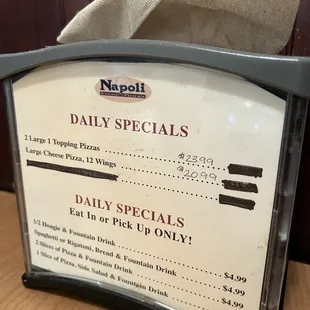 Napoli
DAILY SPECIALS
2 Large 1 Topping Pizzas $23.99
Large Cheese Pizza, 12 Wings $20.99
DAILY SPECIALS
Eat In or Pick Up ONLY!
1/2 Hoagie & Fountain Drink $4.99
Spaghetti or Rigatoni, Bread & Fountain Drink $4.99
2 Slices of Pizza & Fountain Drink $4.99
1 Slice of Pizza, Side Salad & Fountain Drink $4.99